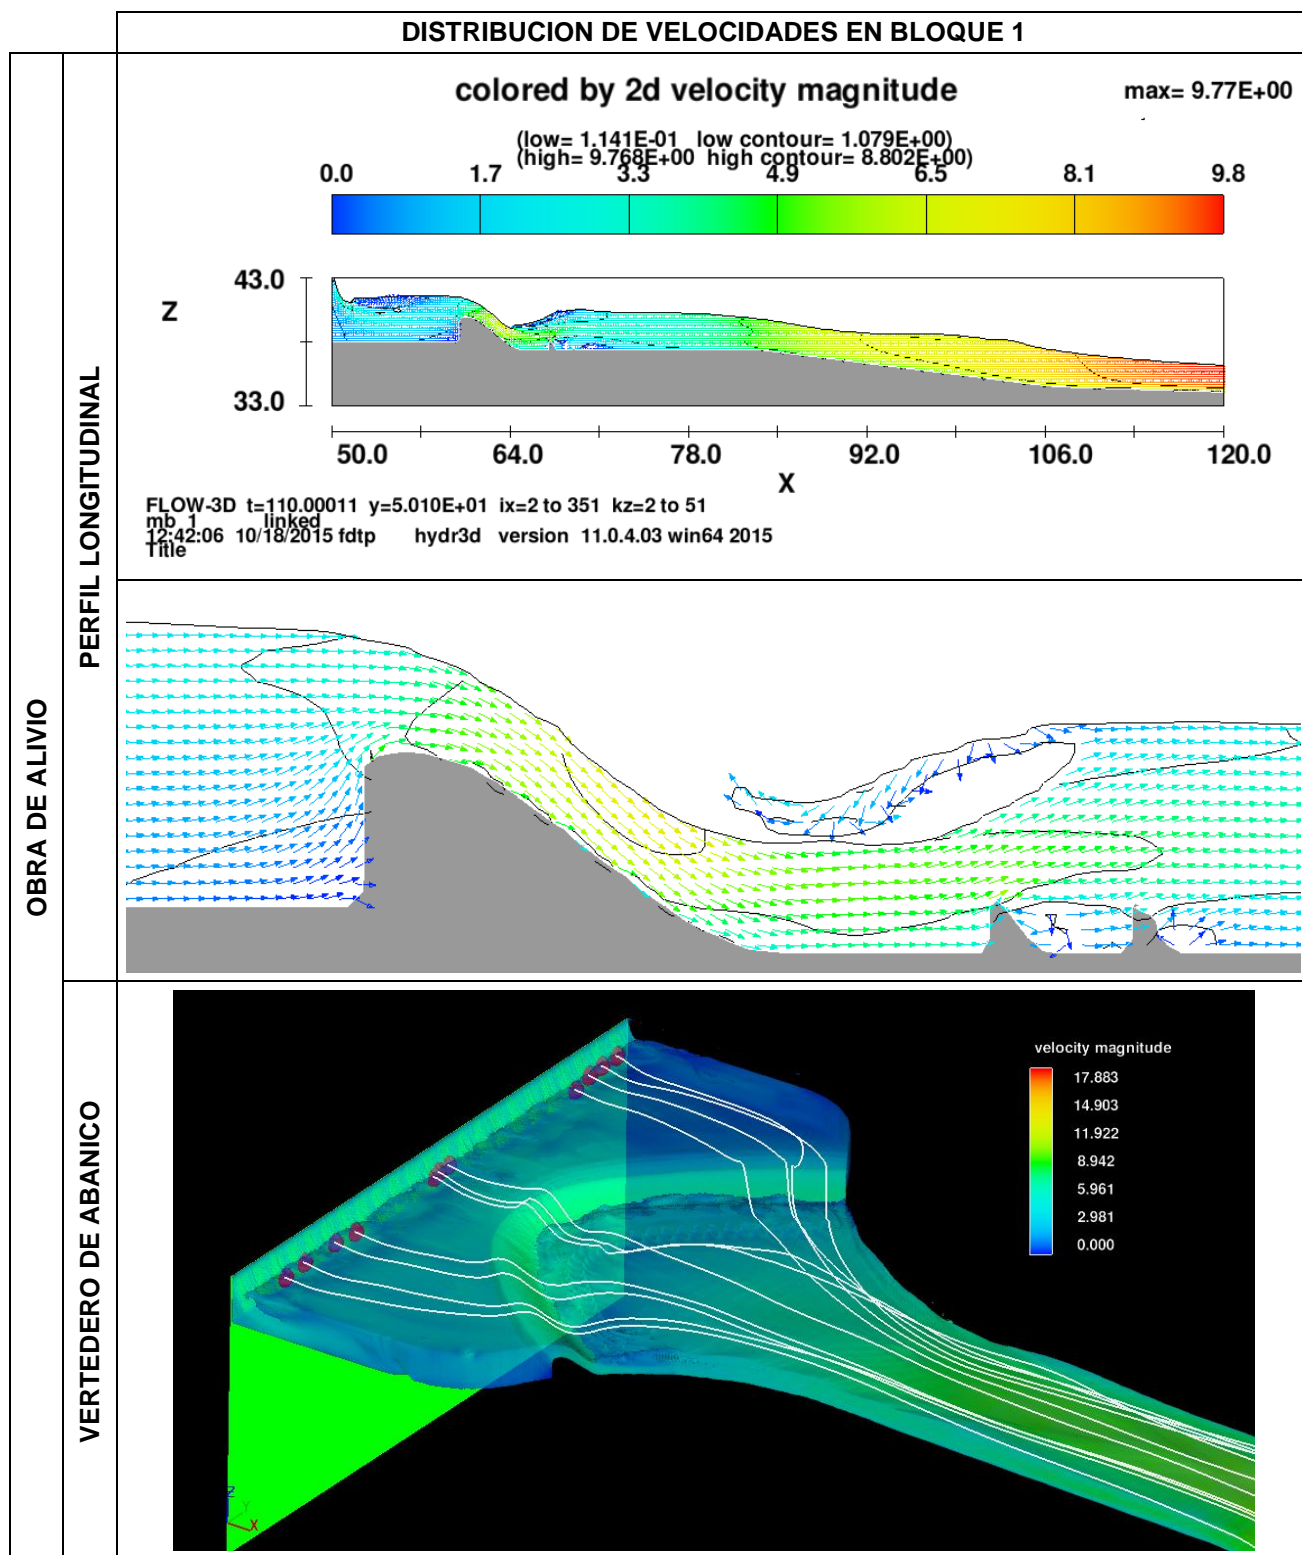 DISTRIBUCION DE VELOCIDADES EN BLOQUE 1
OBRA DE ALIVIO
PERFIL LONGITUDINAL
colored by 2d velocity magnitude
max= 9.77E+00
(low= 1.141E-01 low contour= 1.079E+00)
(high= 9.768E+00 high contour= 8.802E+00)
0.0 1.7 3.3 4.9 6.5 8.1 9.8
Z
43.0
33.0
50.0 64.0 78.0 92.0 106.0 120.0
X
FLOW-3D t=110.00011 y=5.010E+01 ix=2 to 351 kz=2 to 51
mb 1 linked
12:42:06 10/18/2015 fdtp hydr3d version 11.0.4.03 win64 2015
Title
VERTEDERO DE ABANICO
velocity magnitude
17.883
14.903
11.922
8.942
5.961
2.981
0.000
Z
Y
X